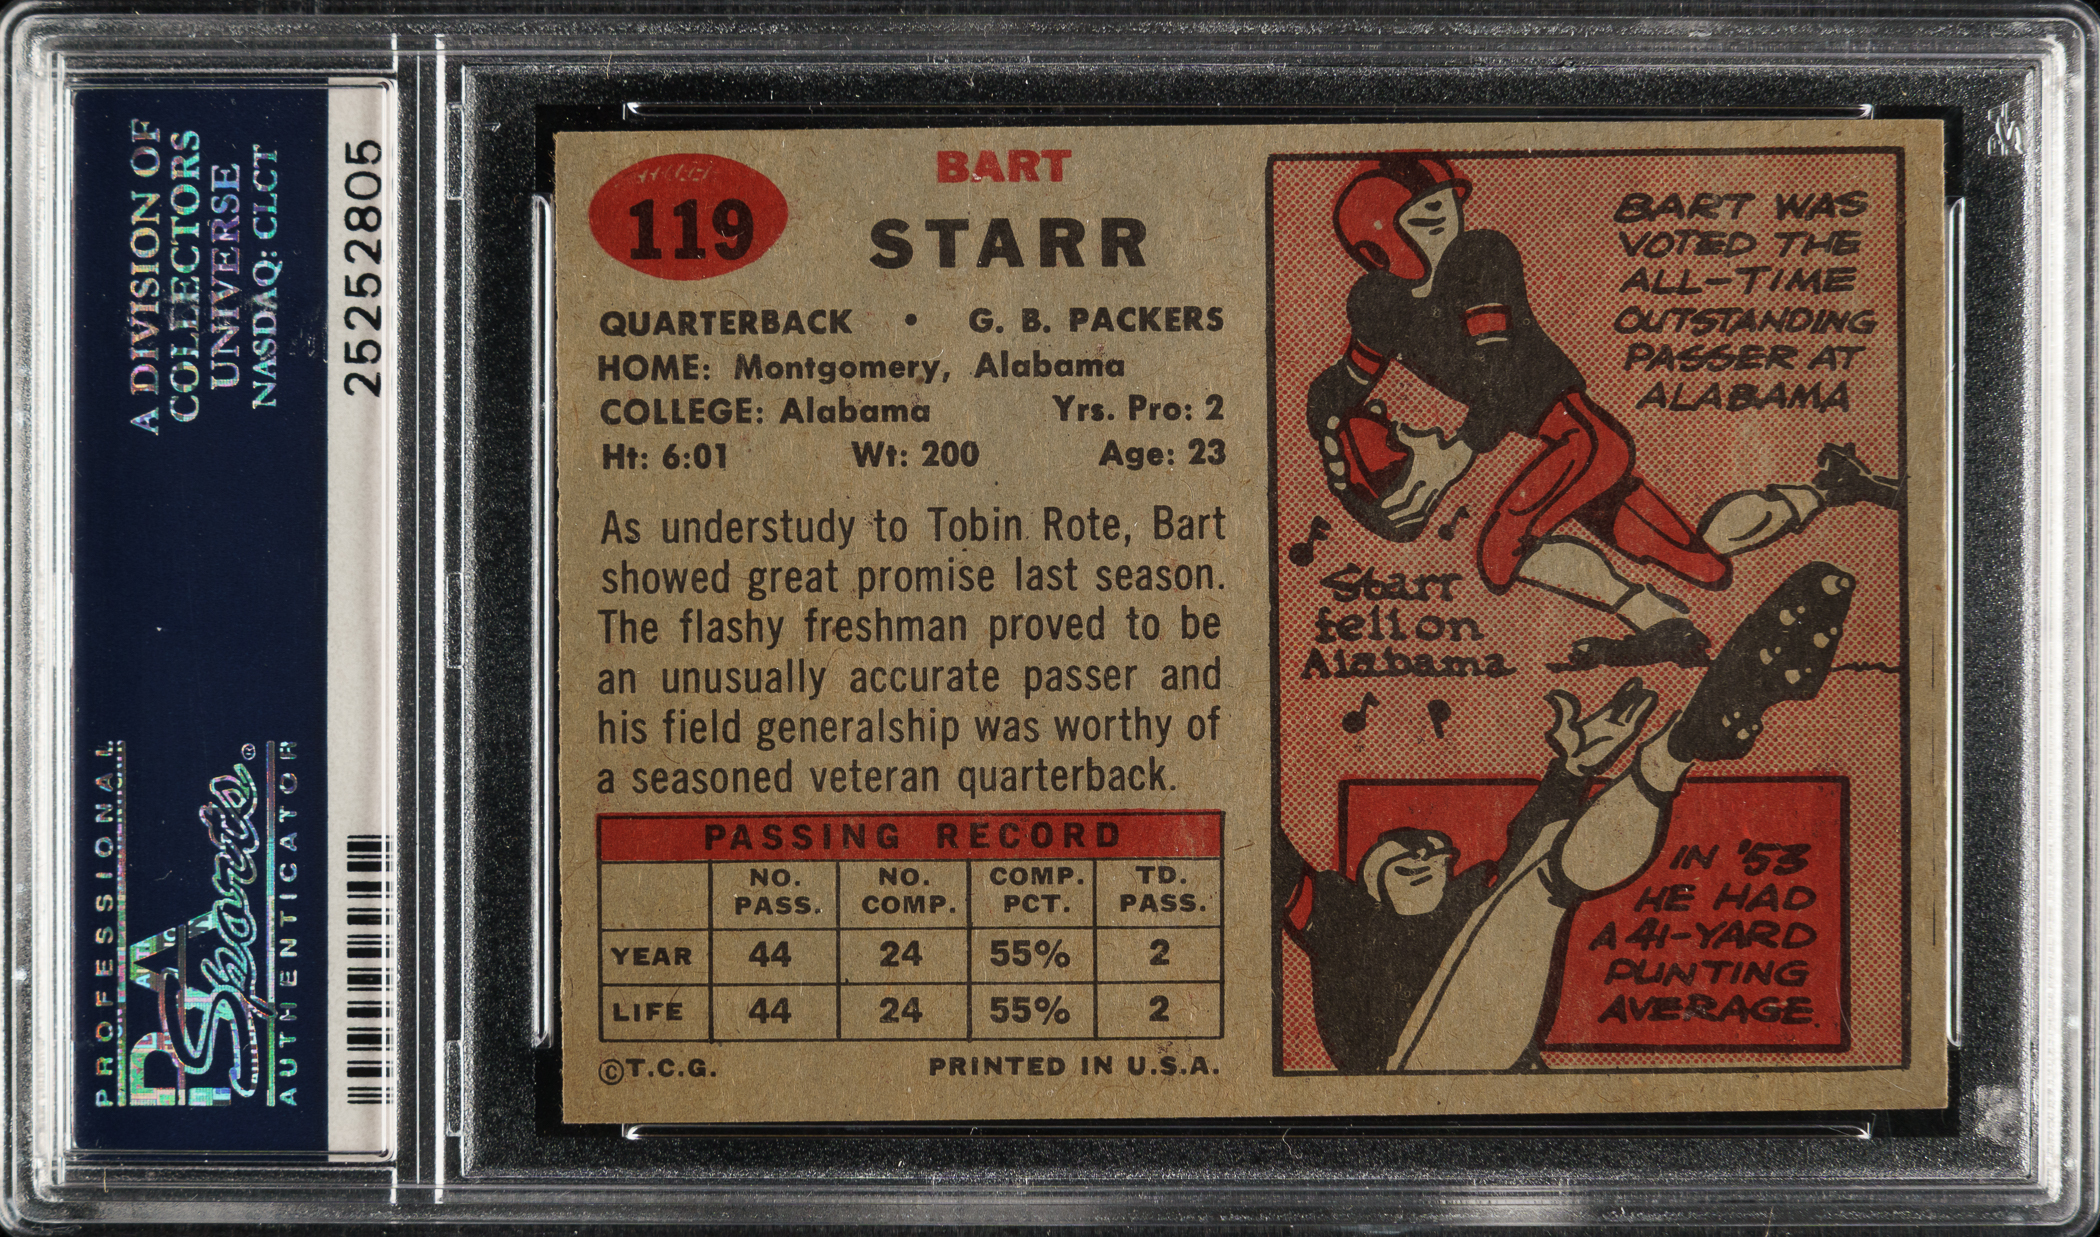 A DIVISION OF
COLLECTORS
UNIVERSE
NASDAQ: CLCT
25252805
PROFESSIONAL
PSA
Sports®
AUTHENTICATOR
119
BART
STARR
QUARTERBACK • G. B. PACKERS
HOME: Montgomery, Alabama
COLLEGE: Alabama Yrs. Pro: 2
Ht: 6:01 Wt: 200 Age: 23
As understudy to Tobin Rote, Bart
showed great promise last season.
The flashy freshman proved to be
an unusually accurate passer and
his field generalship was worthy of
a seasoned veteran quarterback.
PASSING RECORD
NO. PASS. NO. COMP. COMP. PCT. TD. PASS.
YEAR 44 24 55% 2
LIFE 44 24 55% 2
©T.C.G. PRINTED IN U.S.A.
BART WAS
VOTED THE
ALL-TIME
OUTSTANDING
PASSER AT
ALABAMA
Starr
fell on
Alabama
IN '53
HE HAD
A 41-YARD
PUNTING
AVERAGE.